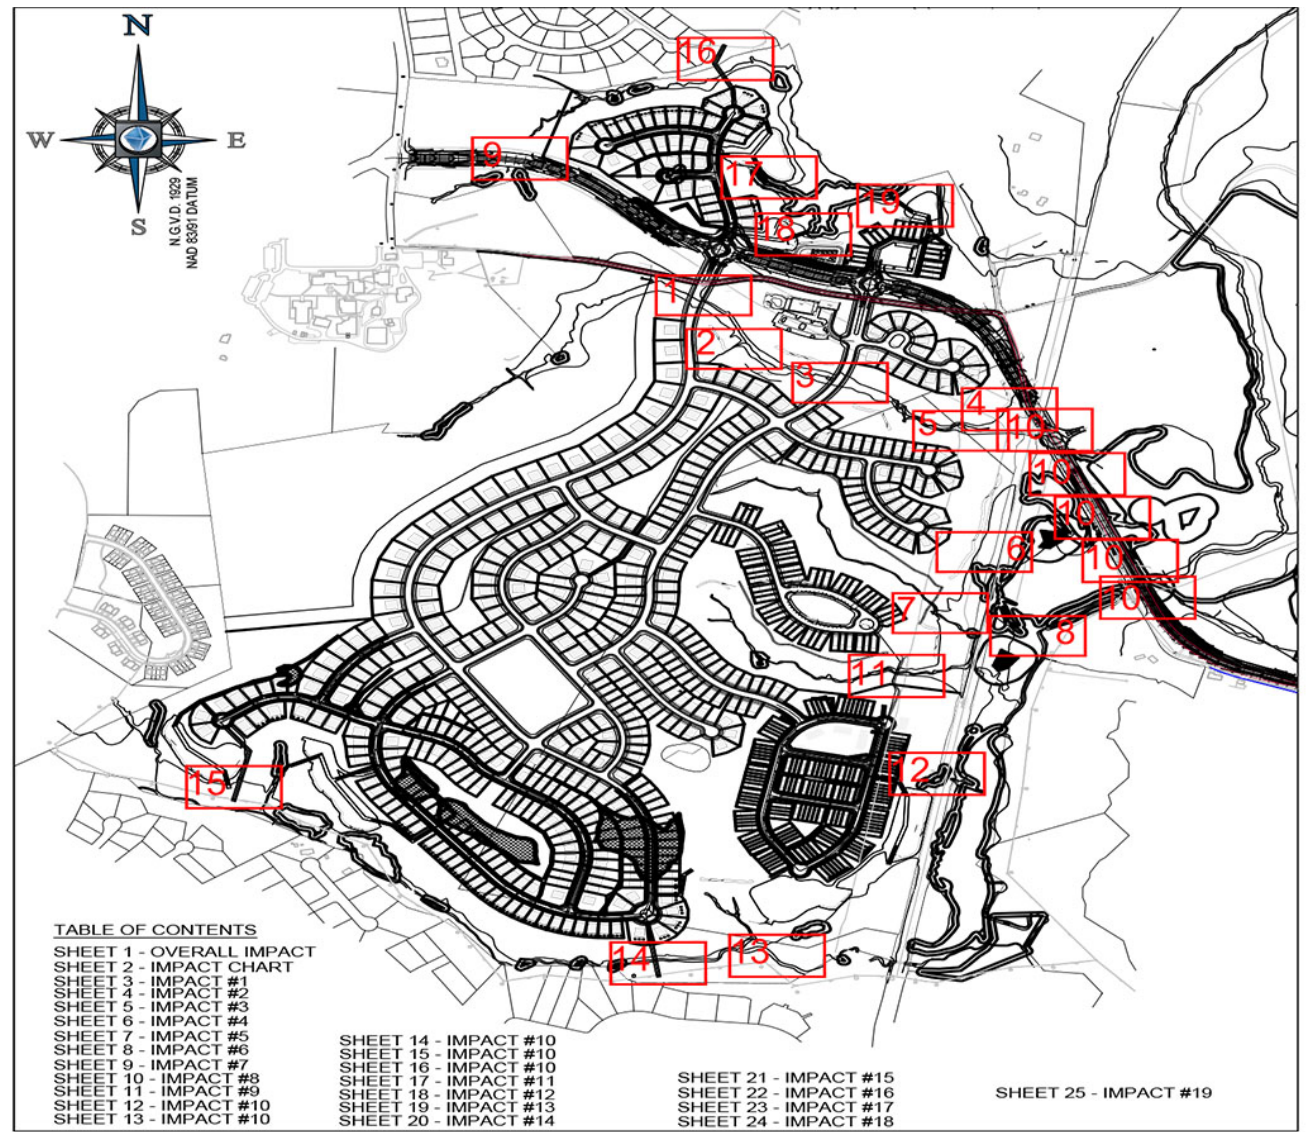 N
W
E
S
N.G.V.D. 1929
NAD 83/91 DATUM
16
9
17
19
18
1
2
3
4
5
10
10
10
6
10
10
7
8
11
12
15
13
14
TABLE OF CONTENTS
SHEET 1 - OVERALL IMPACT
SHEET 2 - IMPACT CHART
SHEET 3 - IMPACT #1
SHEET 4 - IMPACT #2
SHEET 5 - IMPACT #3
SHEET 6 - IMPACT #4
SHEET 7 - IMPACT #5
SHEET 8 - IMPACT #6
SHEET 9 - IMPACT #7
SHEET 10 - IMPACT #8
SHEET 11 - IMPACT #9
SHEET 12 - IMPACT #10
SHEET 13 - IMPACT #10
SHEET 14 - IMPACT #10
SHEET 15 - IMPACT #10
SHEET 16 - IMPACT #10
SHEET 17 - IMPACT #11
SHEET 18 - IMPACT #12
SHEET 19 - IMPACT #13
SHEET 20 - IMPACT #14
SHEET 21 - IMPACT #15
SHEET 22 - IMPACT #16
SHEET 23 - IMPACT #17
SHEET 24 - IMPACT #18
SHEET 25 - IMPACT #19